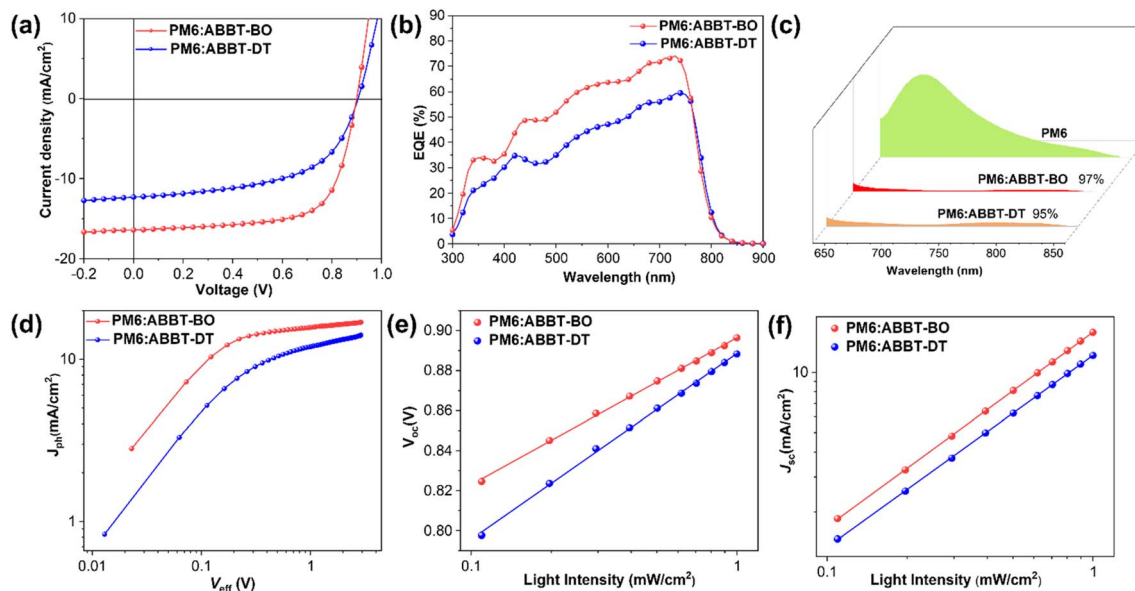 (a)
PM6:ABBT-BO
PM6:ABBT-DT
10
0
-10
-20
Current density (mA/cm²)
-0.2 0.0 0.2 0.4 0.6 0.8 1.0
Voltage (V)
(b)
PM6:ABBT-BO
PM6:ABBT-DT
90
80
70
60
50
40
30
20
10
0
EQE (%)
300 400 500 600 700 800 900
Wavelength (nm)
(c)
PM6
PM6:ABBT-BO 97%
PM6:ABBT-DT 95%
650 700 750 800 850
Wavelength (nm)
(d)
PM6:ABBT-BO
PM6:ABBT-DT
10
1
Jph(mA/cm²)
0.01 0.1 1
Veff (V)
(e)
PM6:ABBT-BO
PM6:ABBT-DT
0.90
0.88
0.86
0.84
0.82
0.80
Voc(V)
0.1 1
Light Intensity (mW/cm²)
(f)
PM6:ABBT-BO
PM6:ABBT-DT
10
Jsc(mA/cm²)
0.1 1
Light Intensity (mW/cm²)